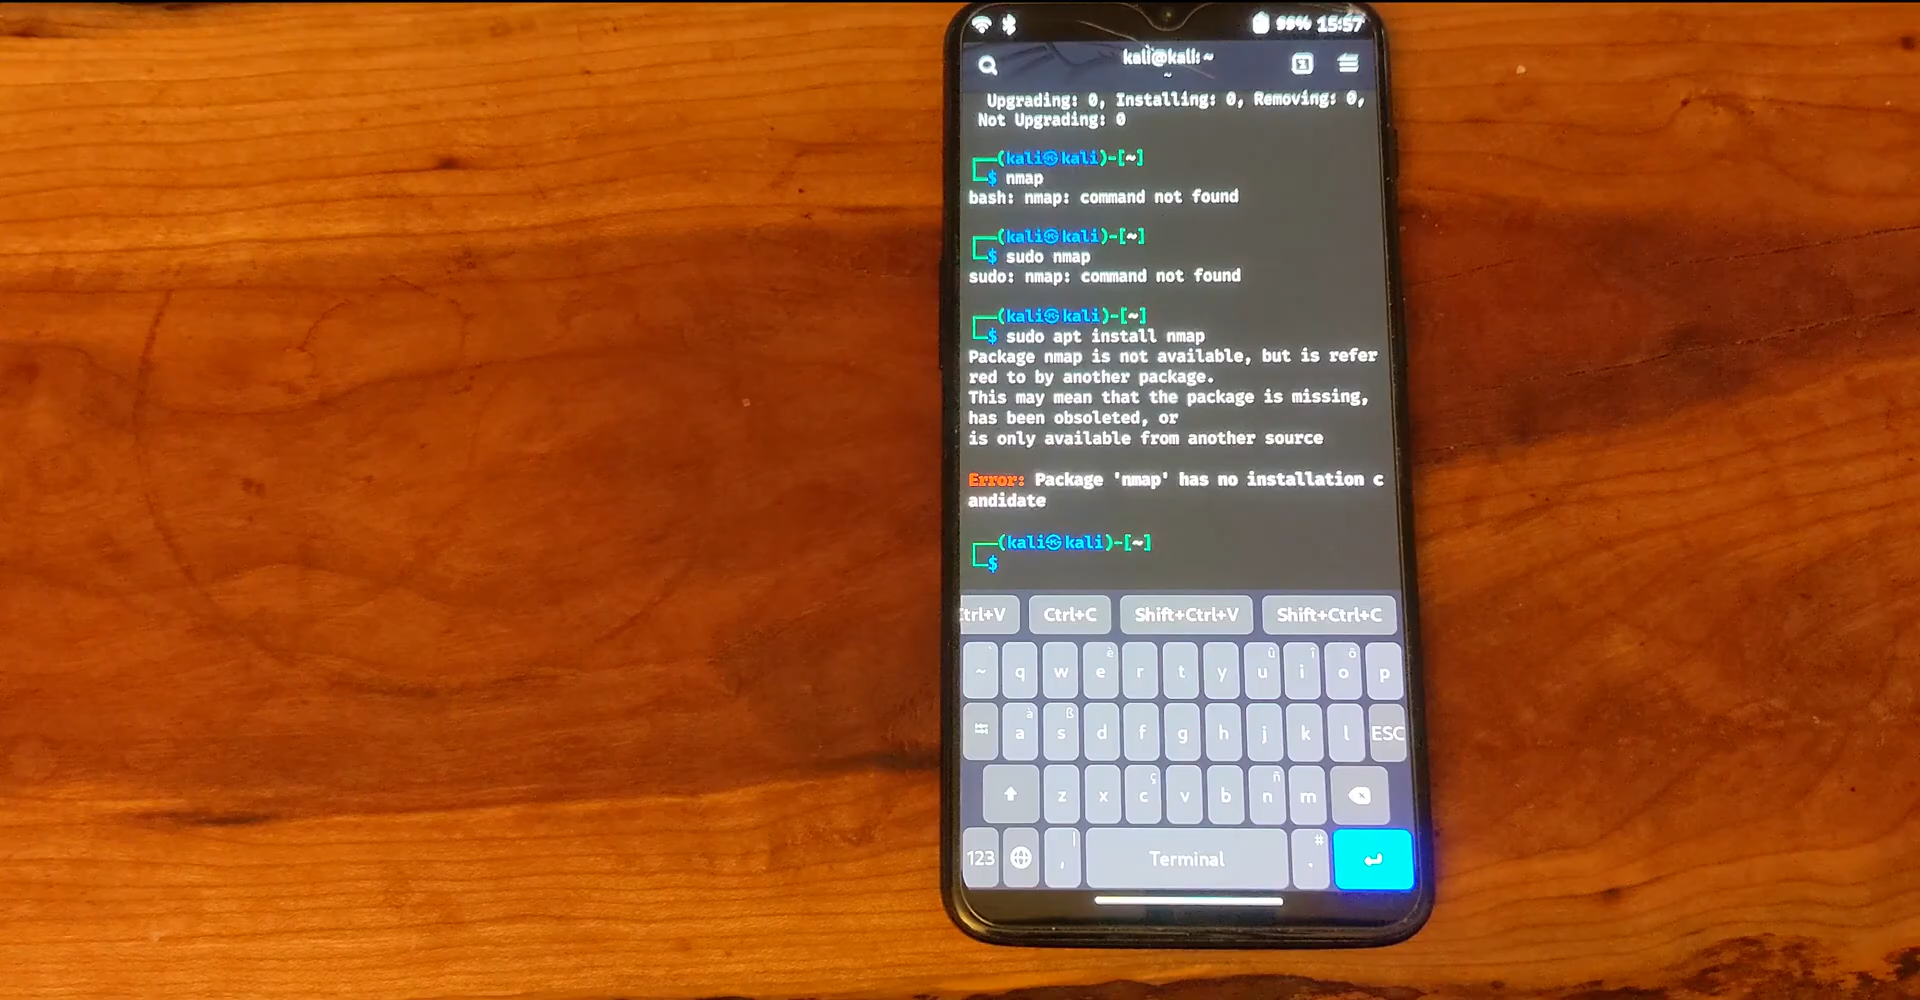 99% 15:57
kali@kali: ~
~
Upgrading: 0, Installing: 0, Removing: 0,
Not Upgrading: 0
┌──(kali㉿kali)-[~]
└─$ nmap
bash: nmap: command not found
┌──(kali㉿kali)-[~]
└─$ sudo nmap
sudo: nmap: command not found
┌──(kali㉿kali)-[~]
└─$ sudo apt install nmap
Package nmap is not available, but is refer
red to by another package.
This may mean that the package is missing,
has been obsoleted, or
is only available from another source
Error: Package 'nmap' has no installation c
andidate
┌──(kali㉿kali)-[~]
└─$
trl+V Ctrl+C Shift+Ctrl+V Shift+Ctrl+C
~ ` q w e è r t y u û i î o õ p
a à s ß d f g h j k l ESC
z x c ç v b n ñ m
123 , | Terminal . #